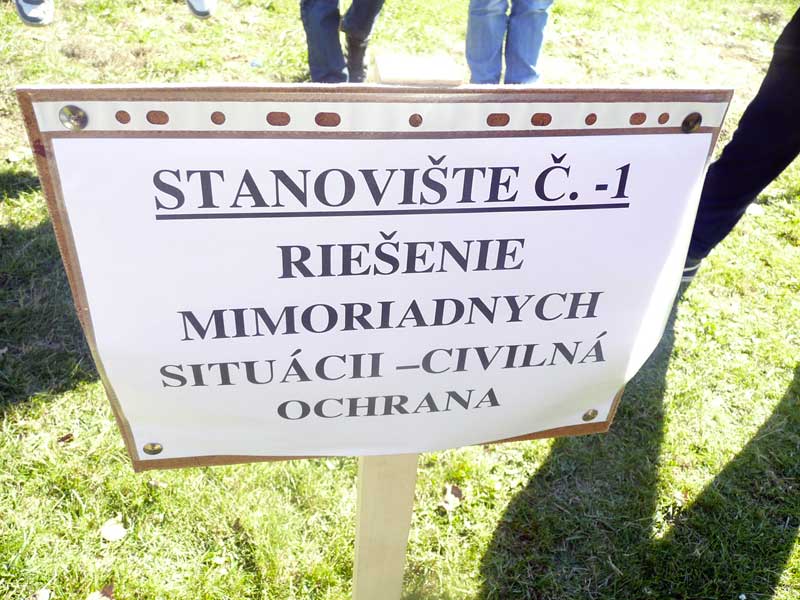 STANOVIŠTE Č. -1
RIEŠENIE
MIMORIADNYCH
SITUÁCII –CIVILNÁ
OCHRANA